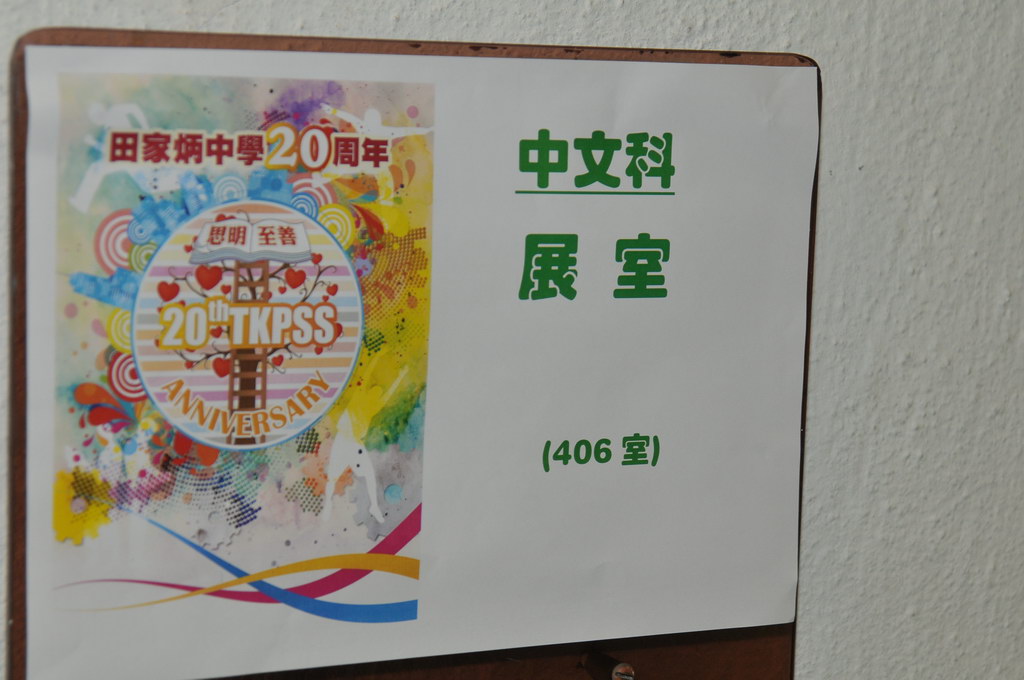 田家炳中學20周年
思明 至善
20th TKPSS
ANNIVERSARY
中文科
展 室
(406 室)